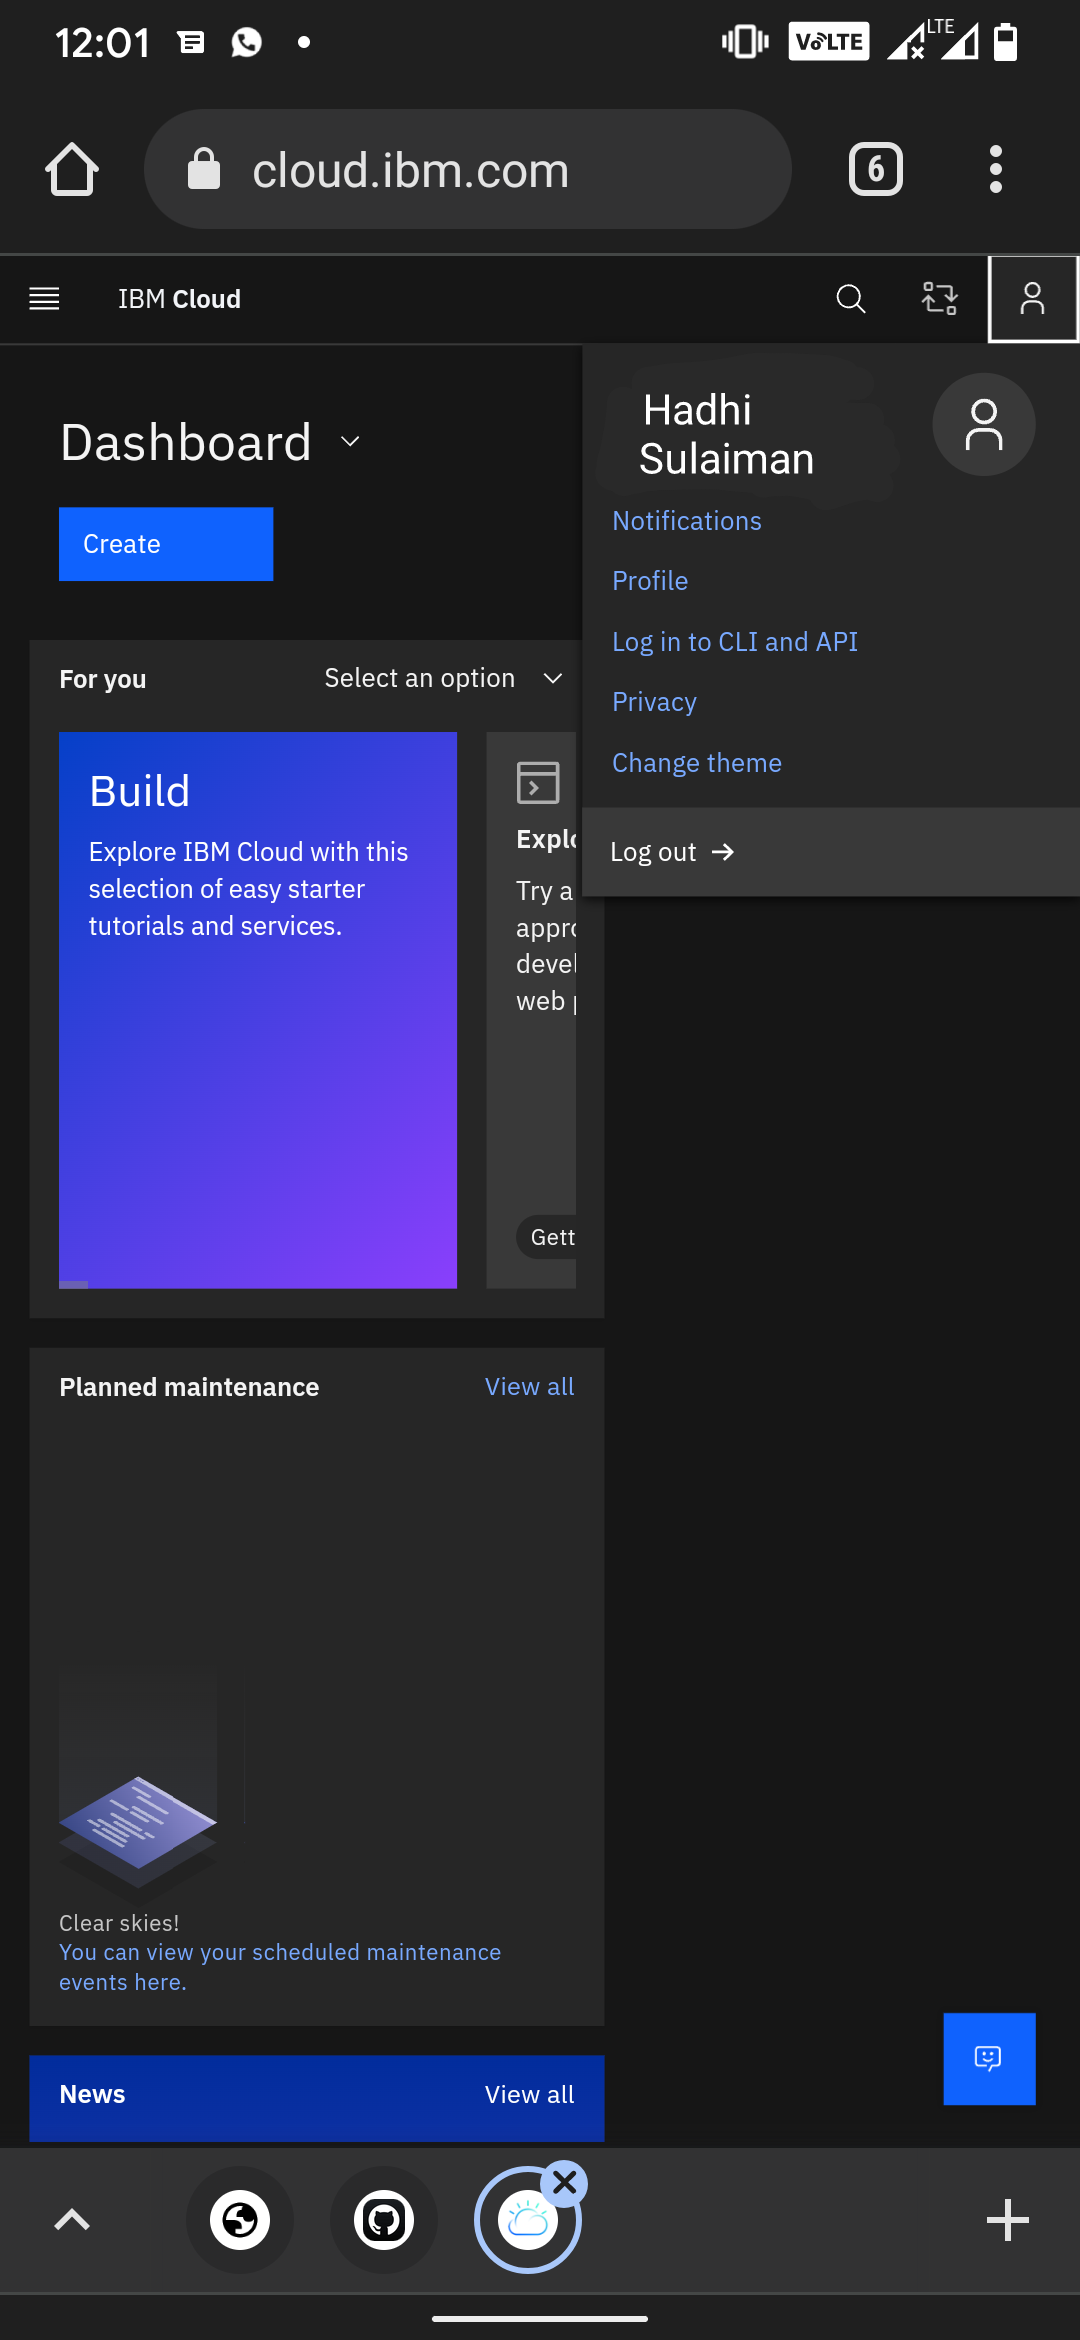 12:01
VoLTE
LTE
cloud.ibm.com
6
IBM Cloud
Hadhi
Sulaiman
Dashboard
Create
Notifications
Profile
Log in to CLI and API
Privacy
Change theme
Log out
For you
Select an option
Build
Explore IBM Cloud with this
selection of easy starter
tutorials and services.
Try a
web
Gett
Planned maintenance
View all
Clear skies!
You can view your scheduled maintenance
events here.
News
View all